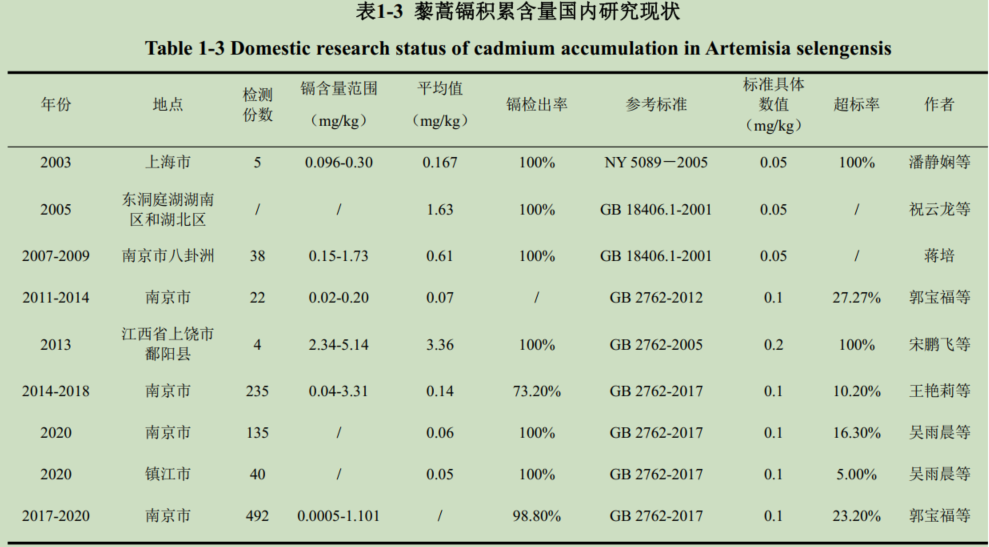 表1-3 藜蒿镉积累含量国内研究现状
Table 1-3 Domestic research status of cadmium accumulation in Artemisia selengensis
年份 地点 检测份数 镉含量范围（mg/kg） 平均值（mg/kg） 镉检出率 参考标准 标准具体数值（mg/kg） 超标率 作者
2003 上海市 5 0.096-0.30 0.167 100% NY 5089－2005 0.05 100% 潘静娴等
2005 东洞庭湖湖南区和湖北区 / / 1.63 100% GB 18406.1-2001 0.05 / 祝云龙等
2007-2009 南京市八卦洲 38 0.15-1.73 0.61 100% GB 18406.1-2001 0.05 / 蒋培
2011-2014 南京市 22 0.02-0.20 0.07 / GB 2762-2012 0.1 27.27% 郭宝福等
2013 江西省上饶市鄱阳县 4 2.34-5.14 3.36 100% GB 2762-2005 0.2 100% 宋鹏飞等
2014-2018 南京市 235 0.04-3.31 0.14 73.20% GB 2762-2017 0.1 10.20% 王艳莉等
2020 南京市 135 / 0.06 100% GB 2762-2017 0.1 16.30% 吴雨晨等
2020 镇江市 40 / 0.05 100% GB 2762-2017 0.1 5.00% 吴雨晨等
2017-2020 南京市 492 0.0005-1.101 / 98.80% GB 2762-2017 0.1 23.20% 郭宝福等